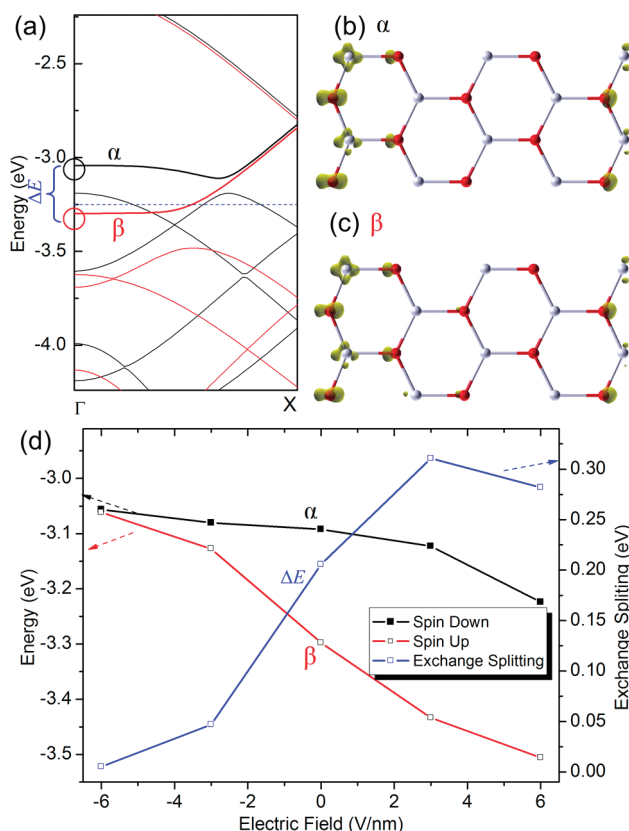 (a)
-2.5
-3.0
-3.5
-4.0
Energy (eV)
ΔE
α
β
Γ
X
(b) α
(c) β
(d)
-3.0
-3.1
-3.2
-3.3
-3.4
-3.5
Energy (eV)
α
ΔE
β
Spin Down
Spin Up
Exchange Splitting
0.30
0.25
0.20
0.15
0.10
0.05
0.00
Exchange Spliting (eV)
-6
-4
-2
0
2
4
6
Electric Field (V/nm)